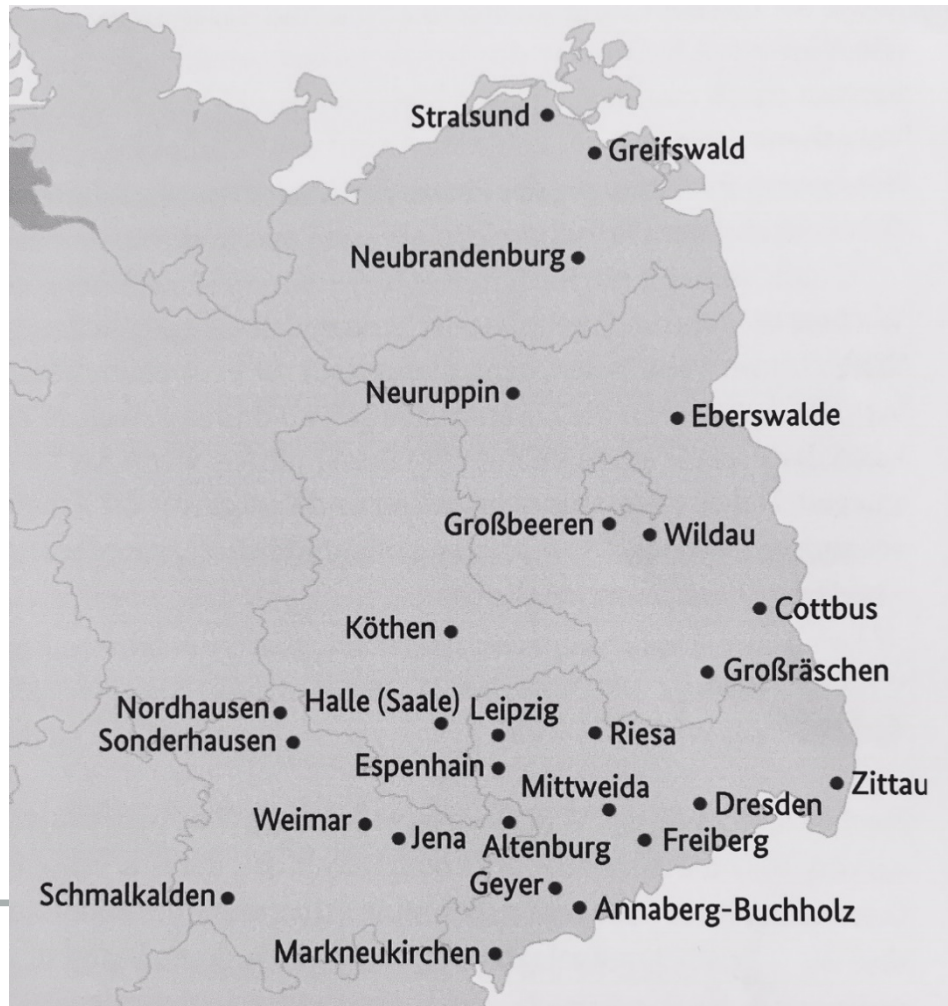 Stralsund
Greifswald
Neubrandenburg
Neuruppin
Eberswalde
Großbeeren
Wildau
Cottbus
Köthen
Großräschen
Halle (Saale)
Nordhausen
Leipzig
Sonderhausen
Riesa
Espenhain
Mittweida
Zittau
Dresden
Weimar
Jena
Altenburg
Freiberg
Geyer
Schmalkalden
Annaberg-Buchholz
Markneukirchen